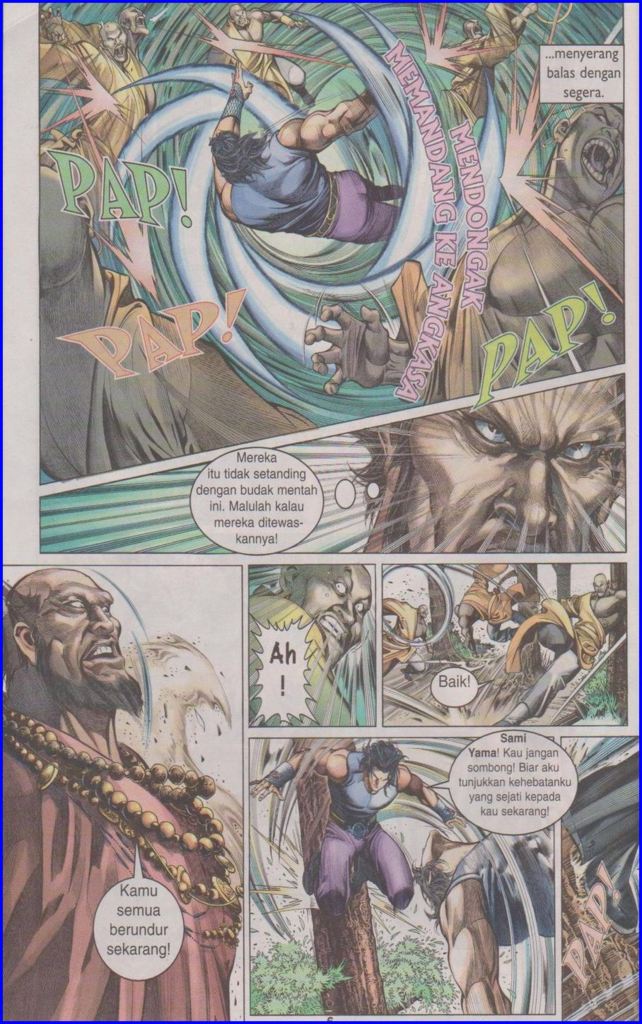 ...menyerang
balas dengan
segera.
PAP!
MENDONGAK
MEMANDANG KE ANGKASA
PAP!
PAP!
Mereka
itu tidak setanding
dengan budak mentah
ini. Malulah kalau
mereka ditewas-
kannya!
Ah
!
Baik!
Kamu
semua
berundur
sekarang!
Sami
Yama! Kau jangan
sombong! Biar aku
tunjukkan kehebatanku
yang sejati kepada
kau sekarang!
PAP!
6